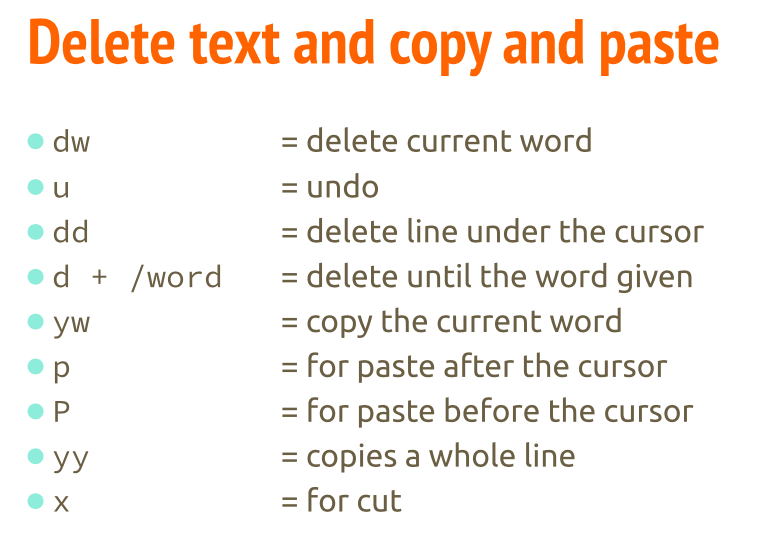 Delete text and copy and paste
dw = delete current word
u = undo
dd = delete line under the cursor
d + /word = delete until the word given
yw = copy the current word
p = for paste after the cursor
P = for paste before the cursor
yy = copies a whole line
x = for cut